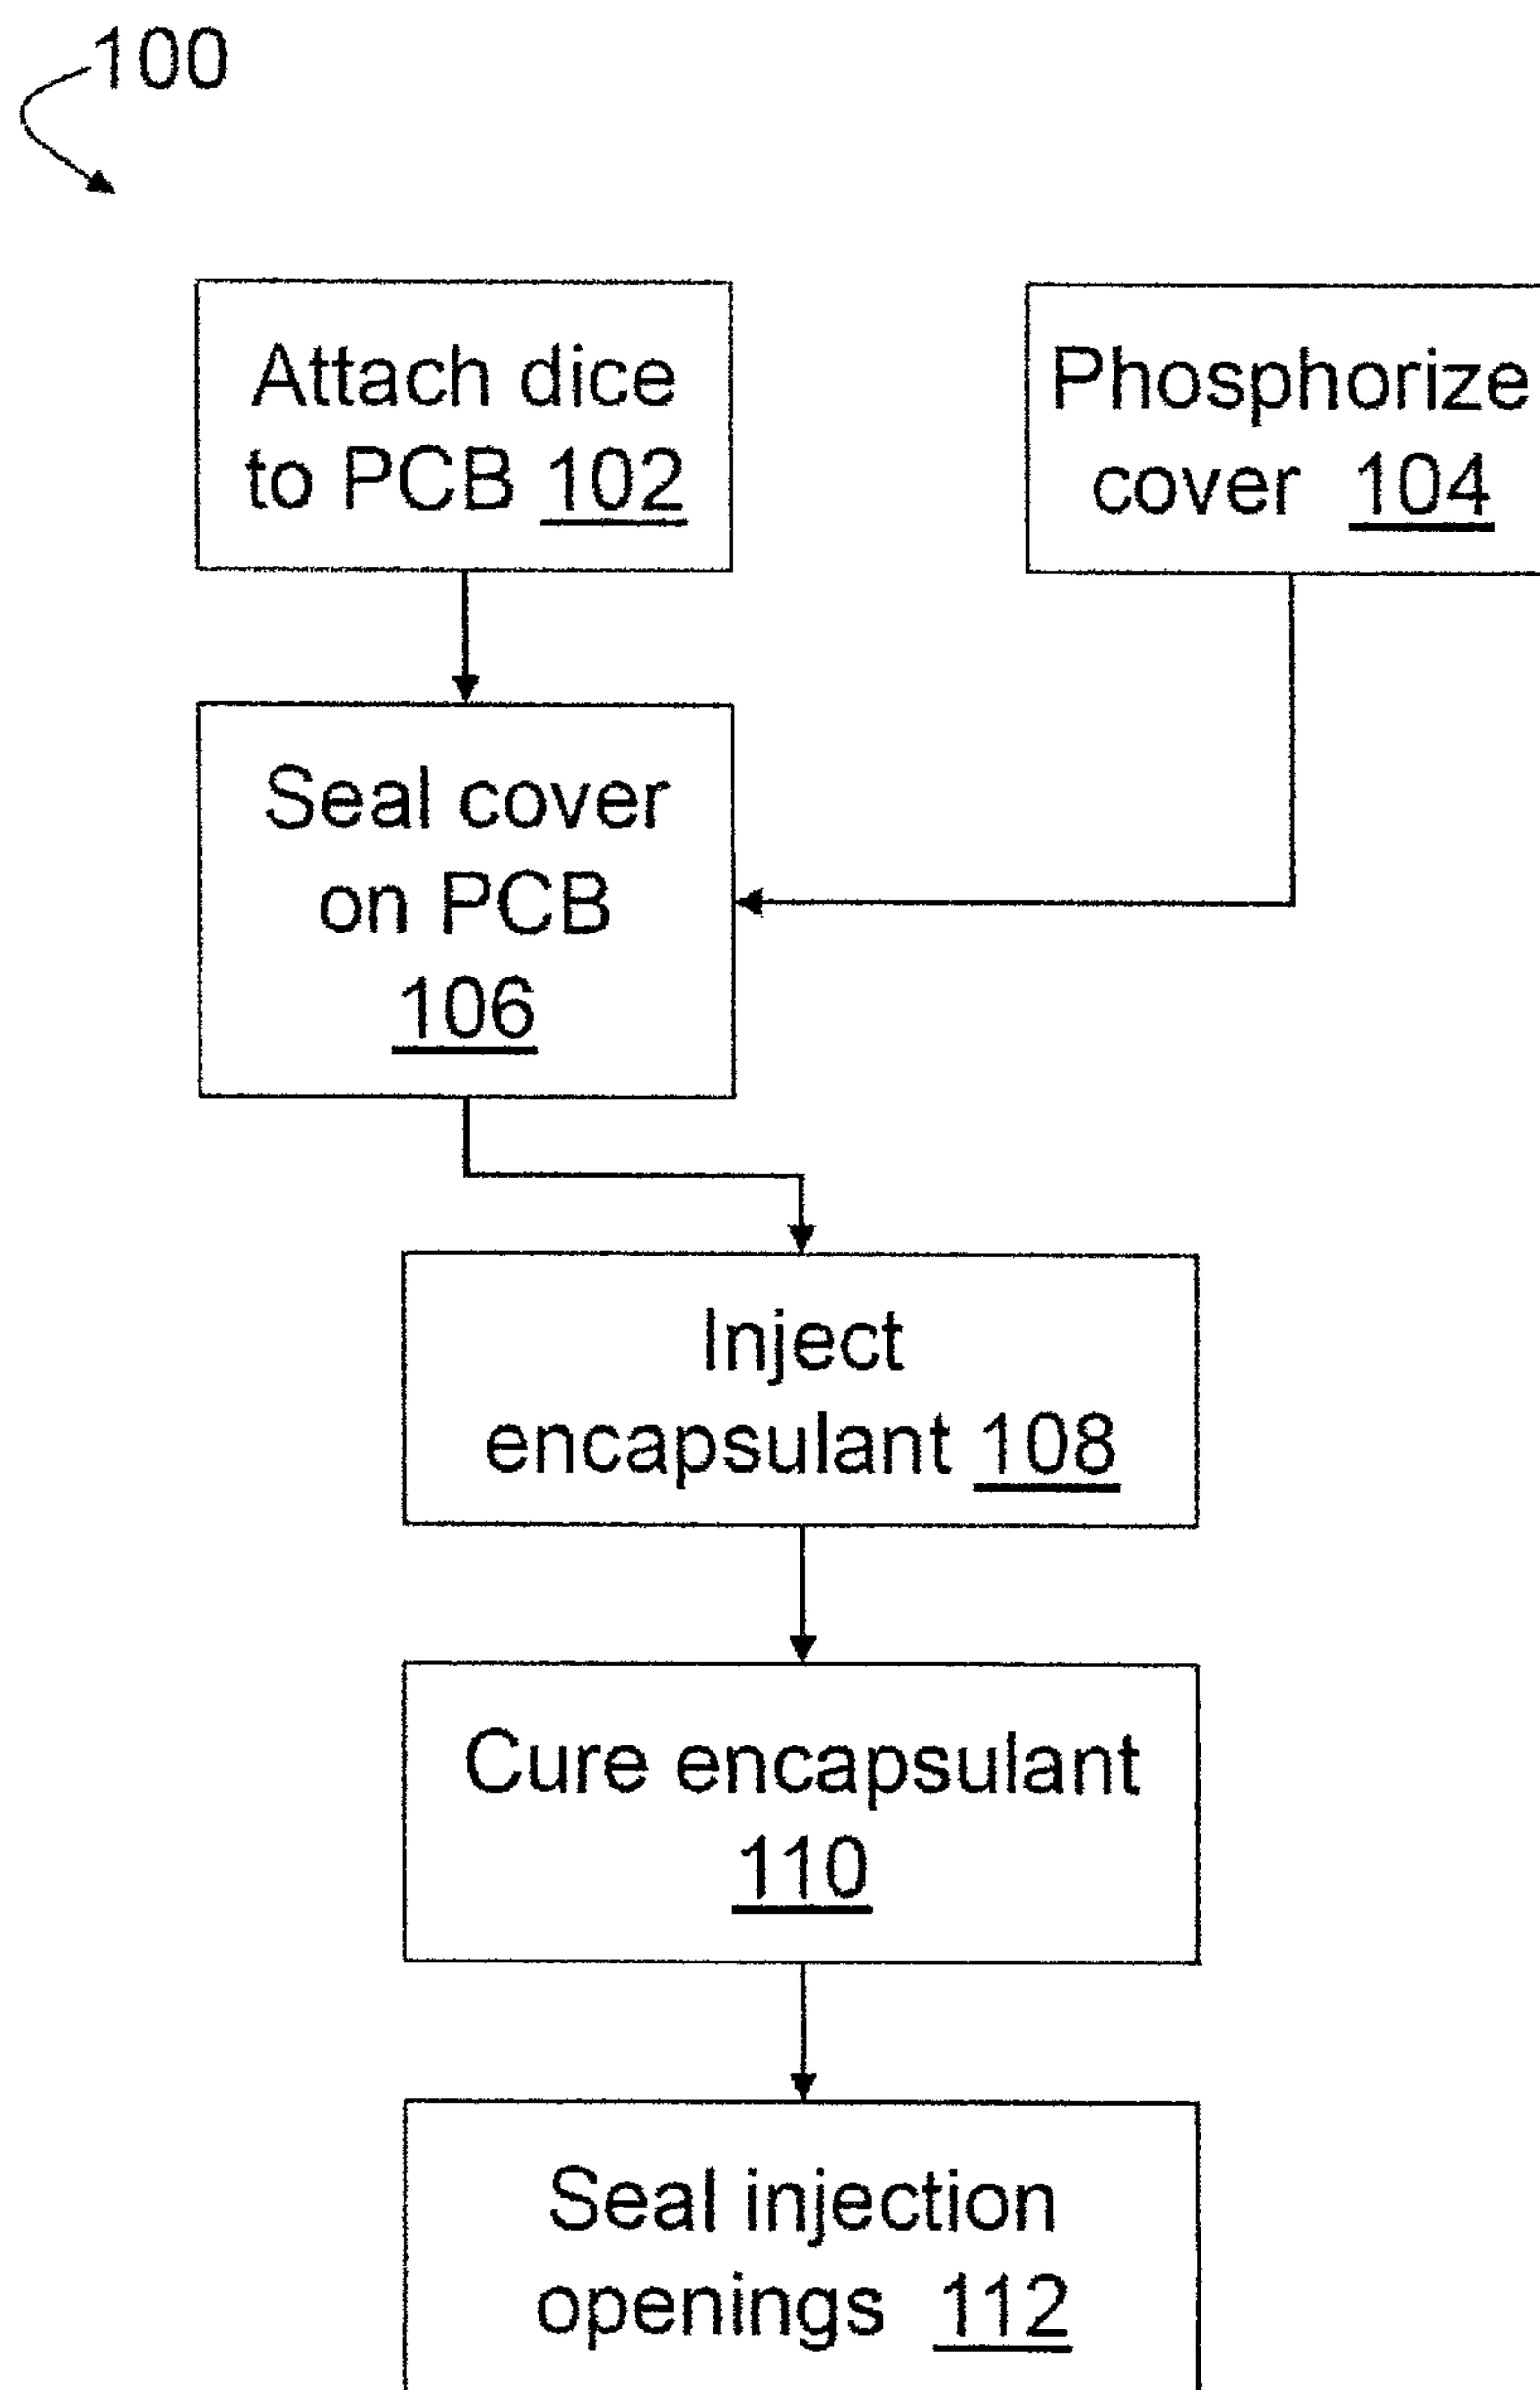 100
Attach dice
to PCB 102
Phosphorize
cover 104
Seal cover
on PCB
106
Inject
encapsulant 108
Cure encapsulant
110
Seal injection
openings 112